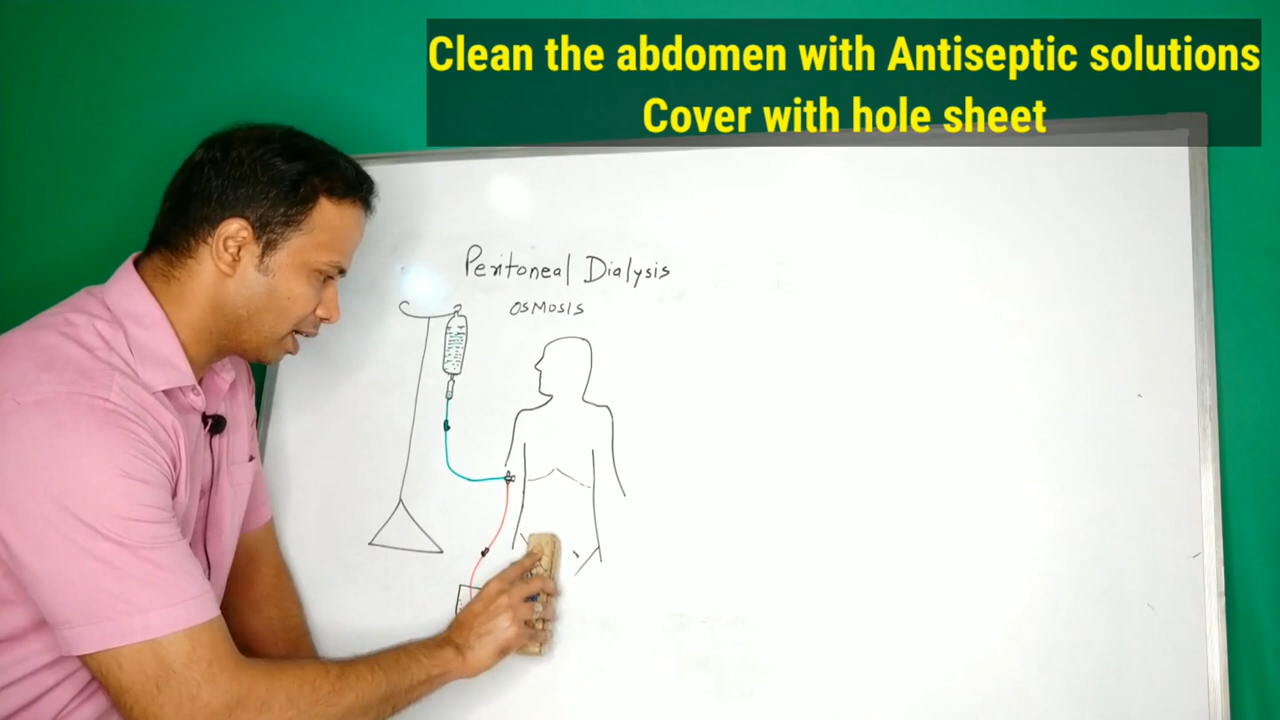 Clean the abdomen with Antiseptic solutions
Cover with hole sheet
Peritoneal Dialysis
OSMOSIS